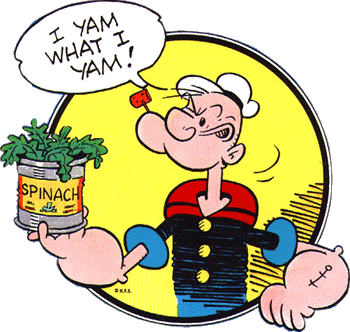 I YAM
WHAT I
YAM!
SPINACH
© K.F.S.